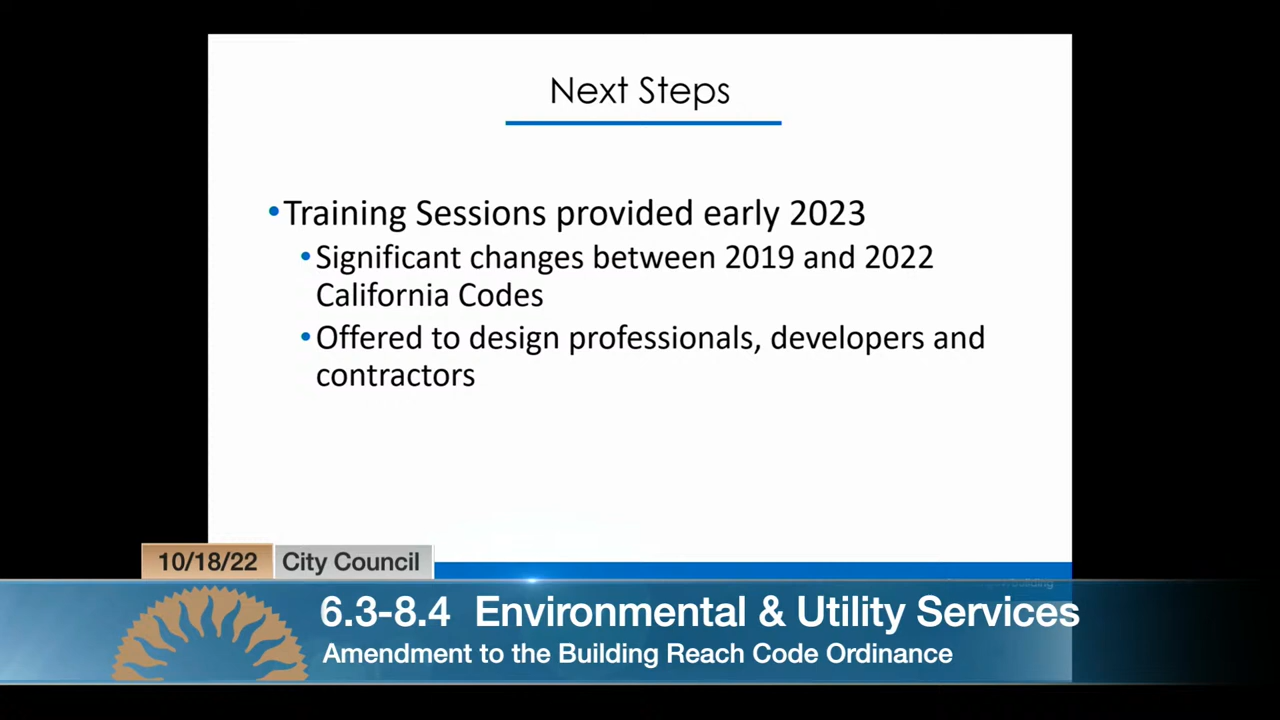 Next Steps
•Training Sessions provided early 2023
•Significant changes between 2019 and 2022
California Codes
•Offered to design professionals, developers and
contractors
10/18/22 City Council
6.3-8.4 Environmental & Utility Services
Amendment to the Building Reach Code Ordinance